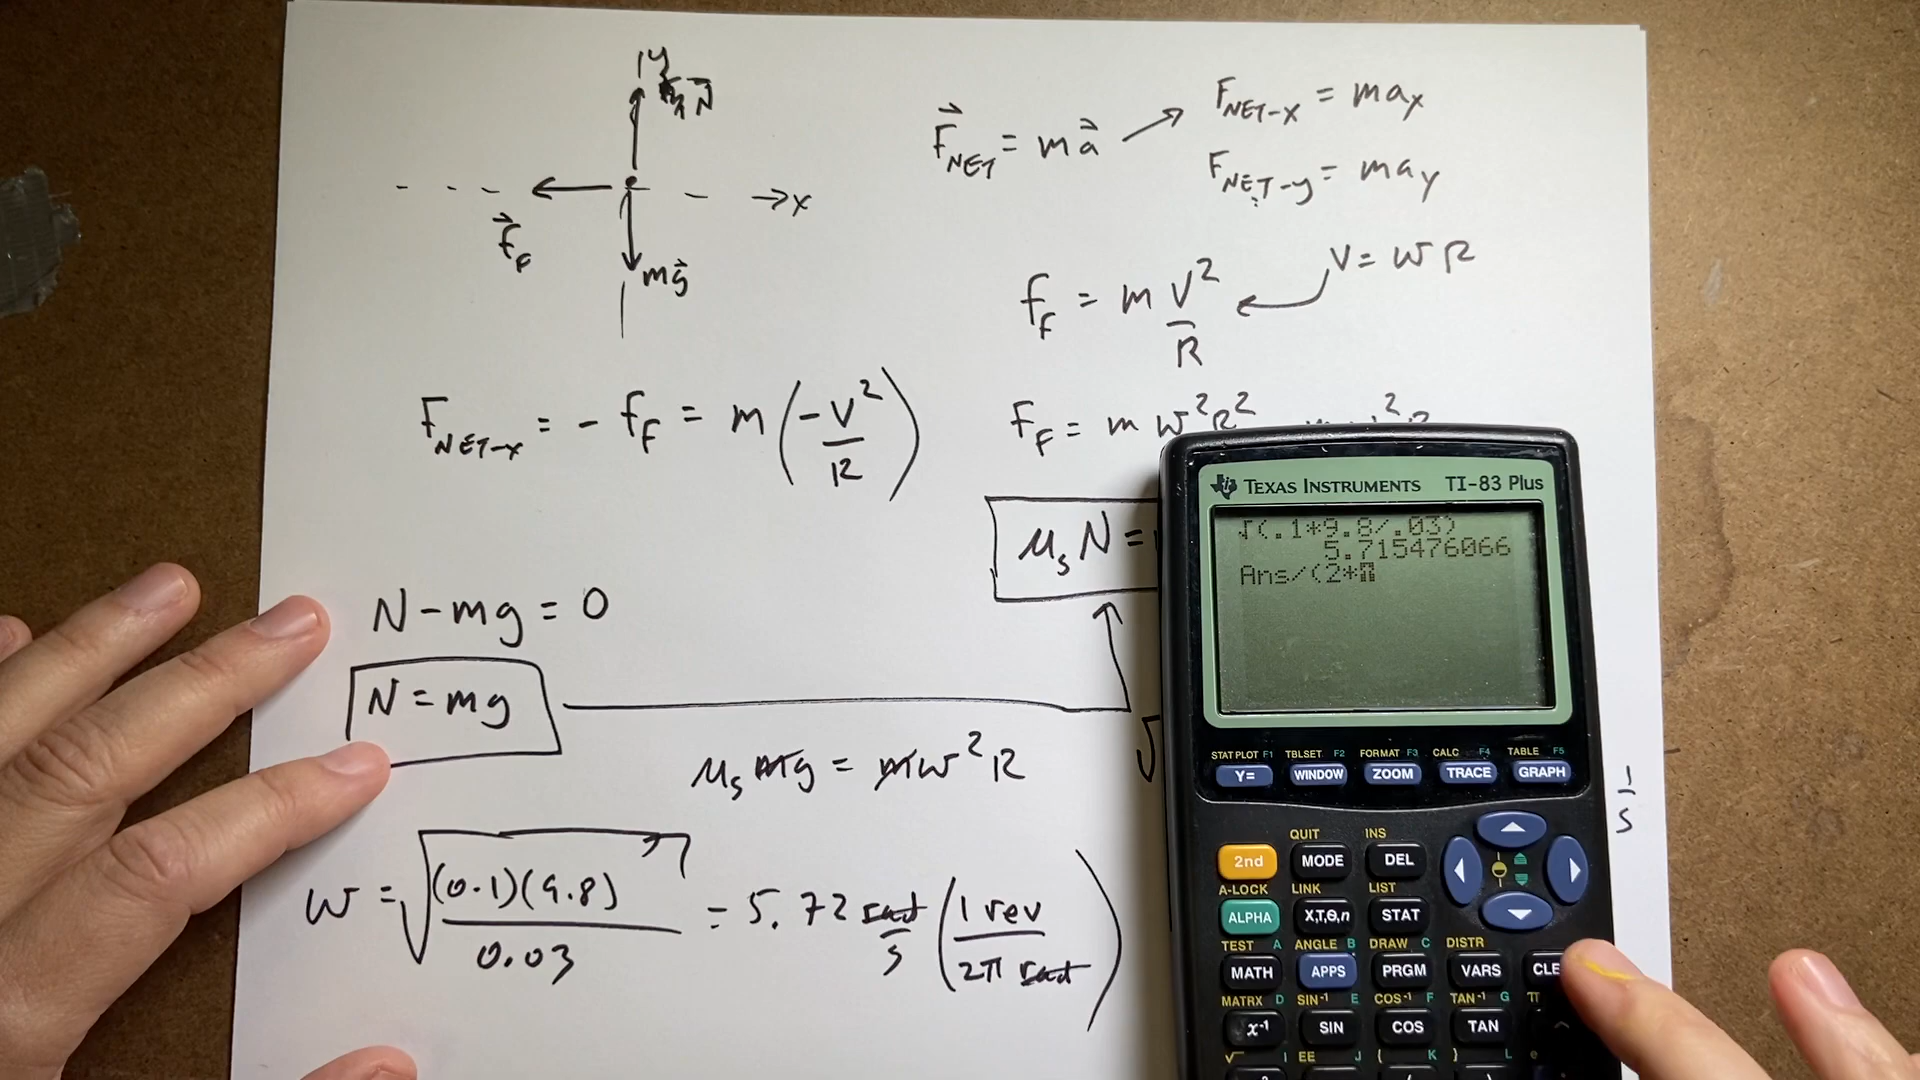 y
N
x
f_F
mg
F_NET = ma
F_NET-x = ma_x
F_NET-y = ma_y
V = ωR
f_F = m V²/R
F_NET-x = - f_F = m (-V²/R)
F_F = m ω²R²
μ_s N =
N - mg = 0
N = mg
μ_s mg = mω²R
ω = √((0.1)(9.8)/0.03) = 5.72 rad/s (1 rev/2π rad)
1/s
TEXAS INSTRUMENTS TI-83 Plus
√(.1*9.8/.03)
5.715476066
Ans/(2*π
STAT PLOT F1 TBLSET F2 FORMAT F3 CALC F4 TABLE F5
Y= WINDOW ZOOM TRACE GRAPH
QUIT INS
2nd MODE DEL
A-LOCK LINK LIST
ALPHA X,T,Θ,n STAT
TEST A ANGLE B DRAW C DISTR
MATH APPS PRGM VARS CLE
MATRX D SIN⁻¹ E COS⁻¹ F TAN⁻¹ G π
x⁻¹ SIN COS TAN ^
√ I EE J { K } L e